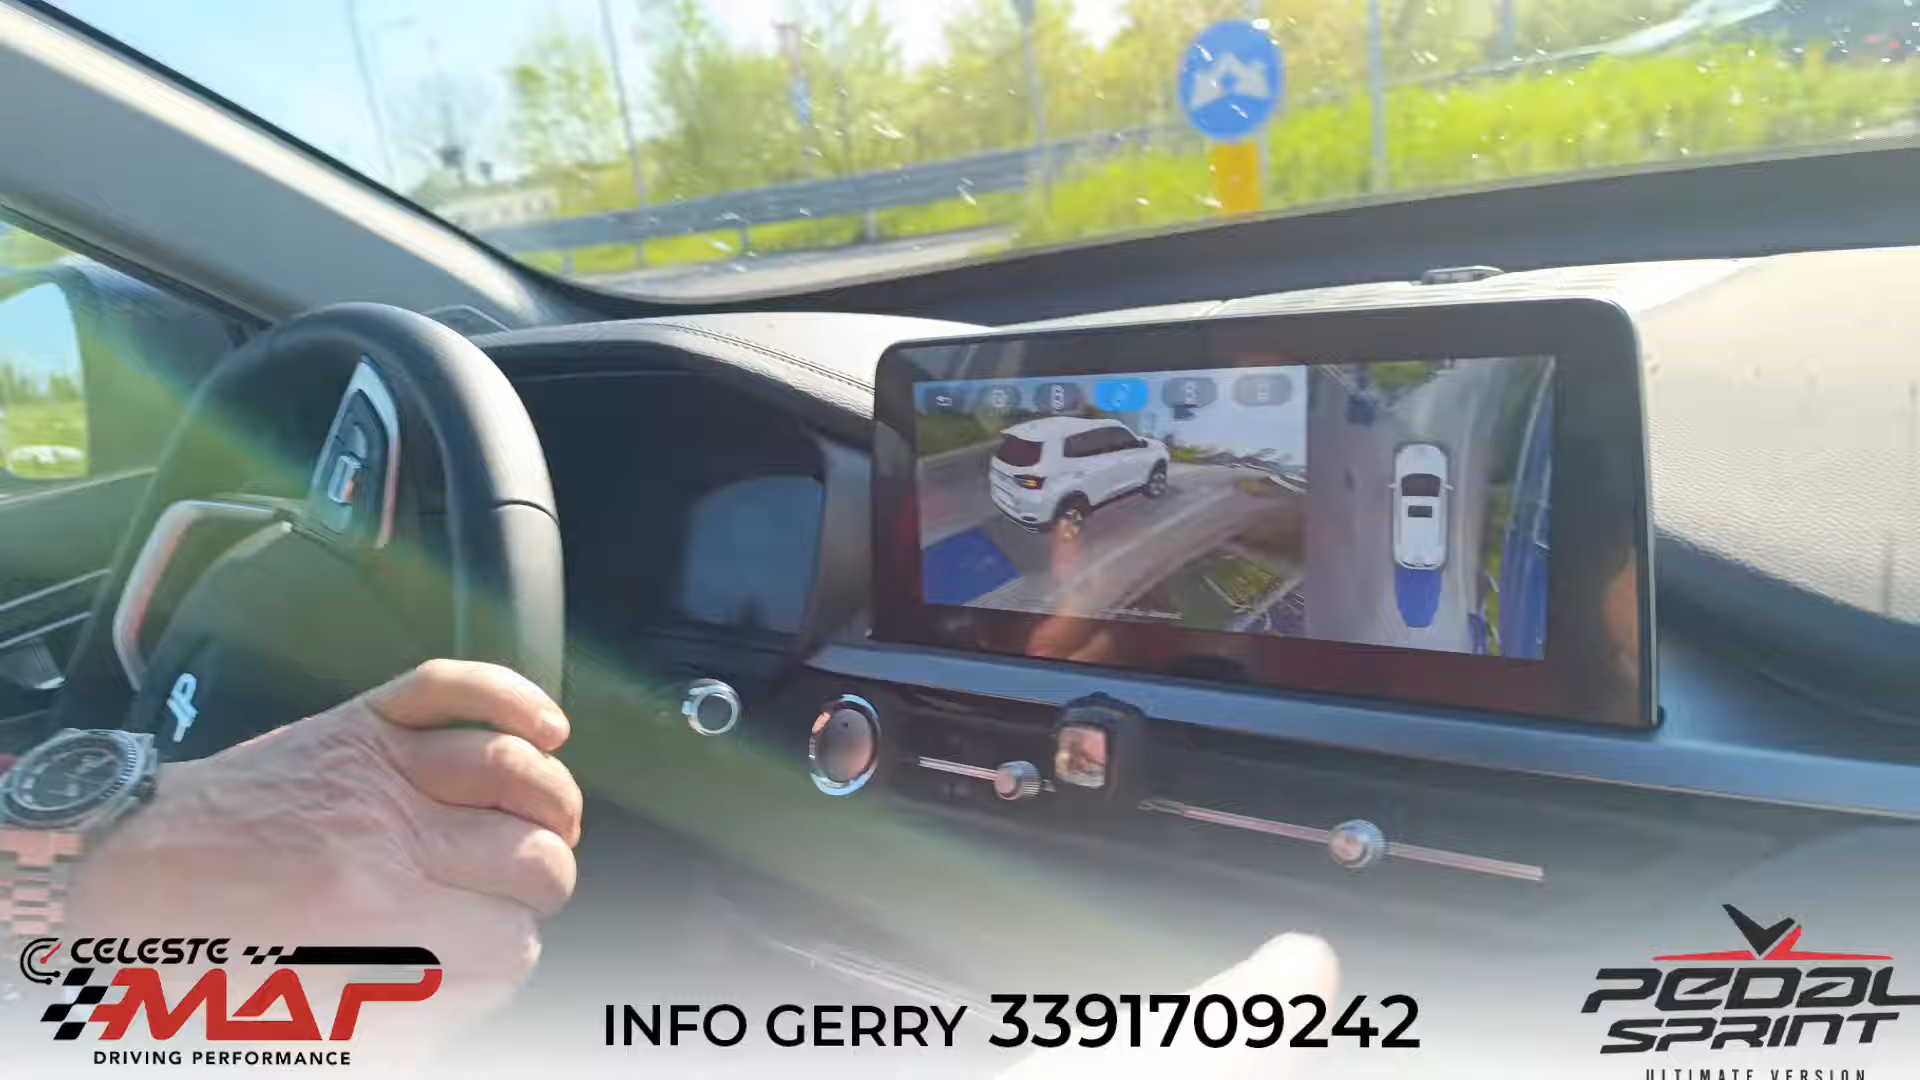 CELESTE
MAP
DRIVING PERFORMANCE
INFO GERRY 3391709242
PEDAL
SPRINT
ULTIMATE VERSION